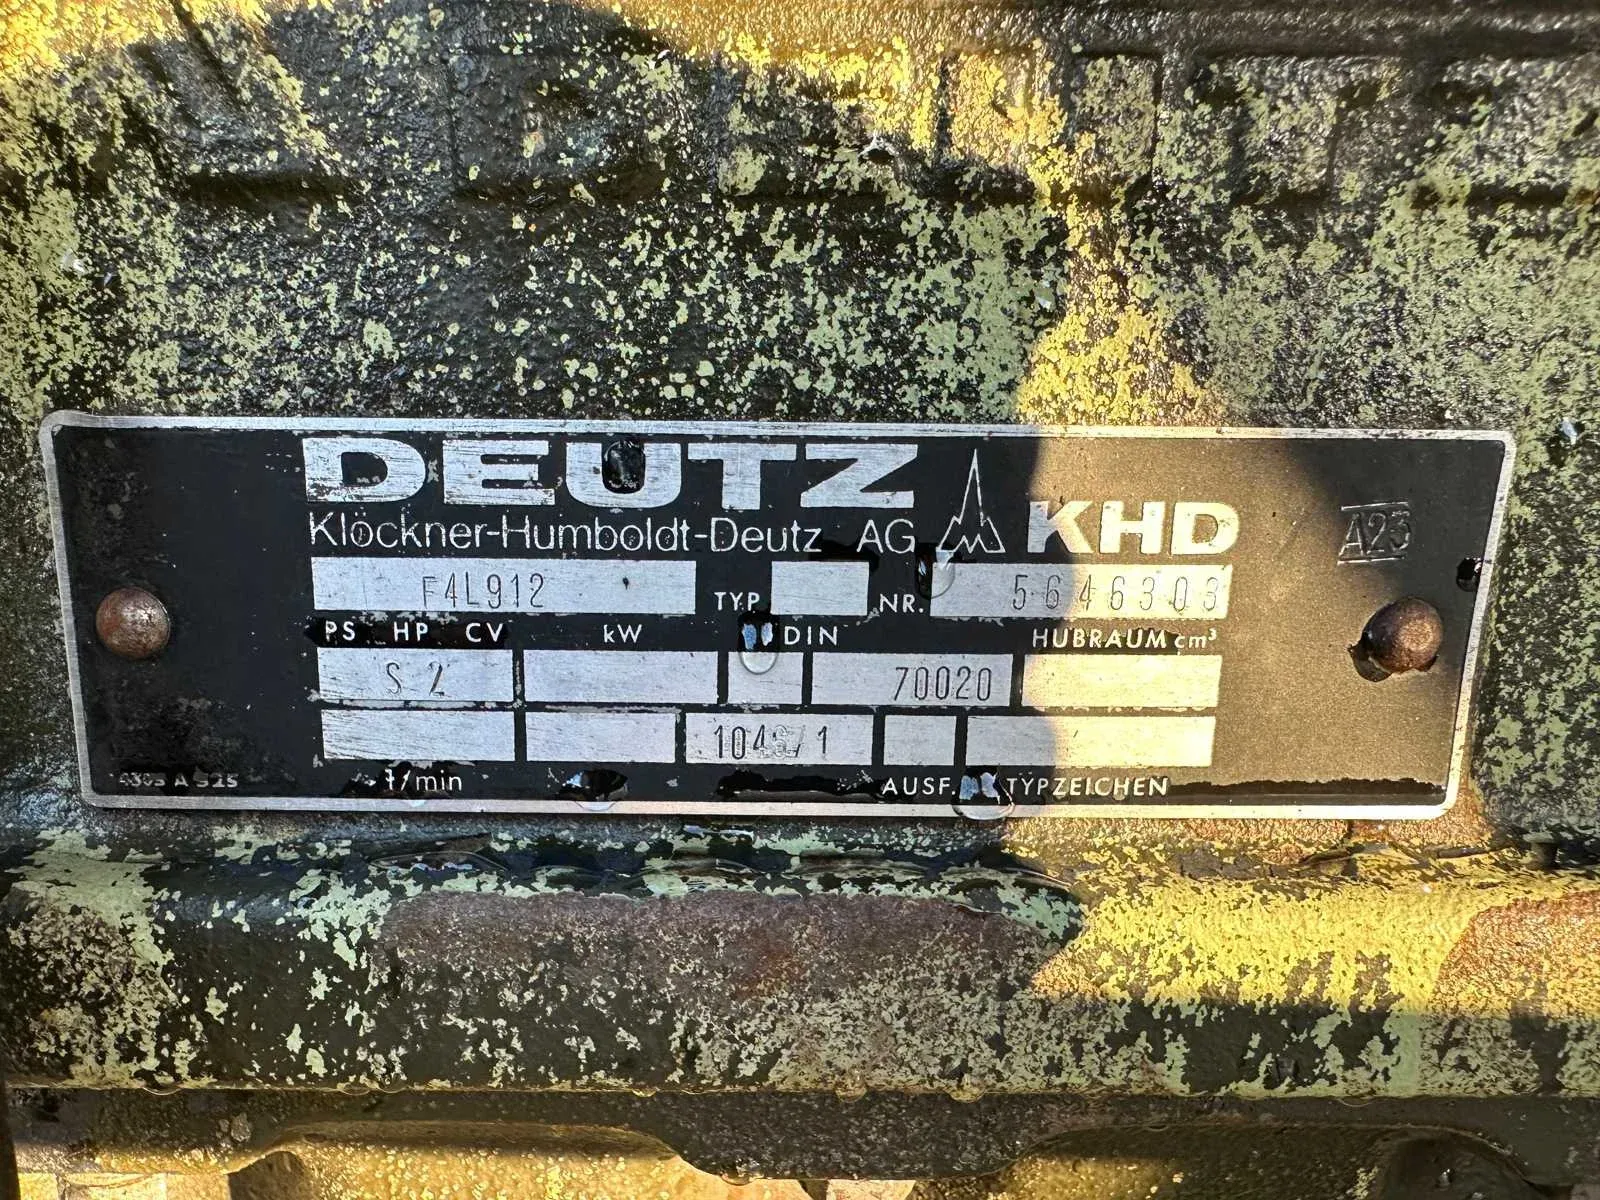 DEUTZ
Klöckner-Humboldt-Deutz AG KHD A23
F4L912 TYP NR. 5646303
PS HP CV kW DIN HUBRAUM cm³
S2 70020
1/min AUSF. TYPZEICHEN